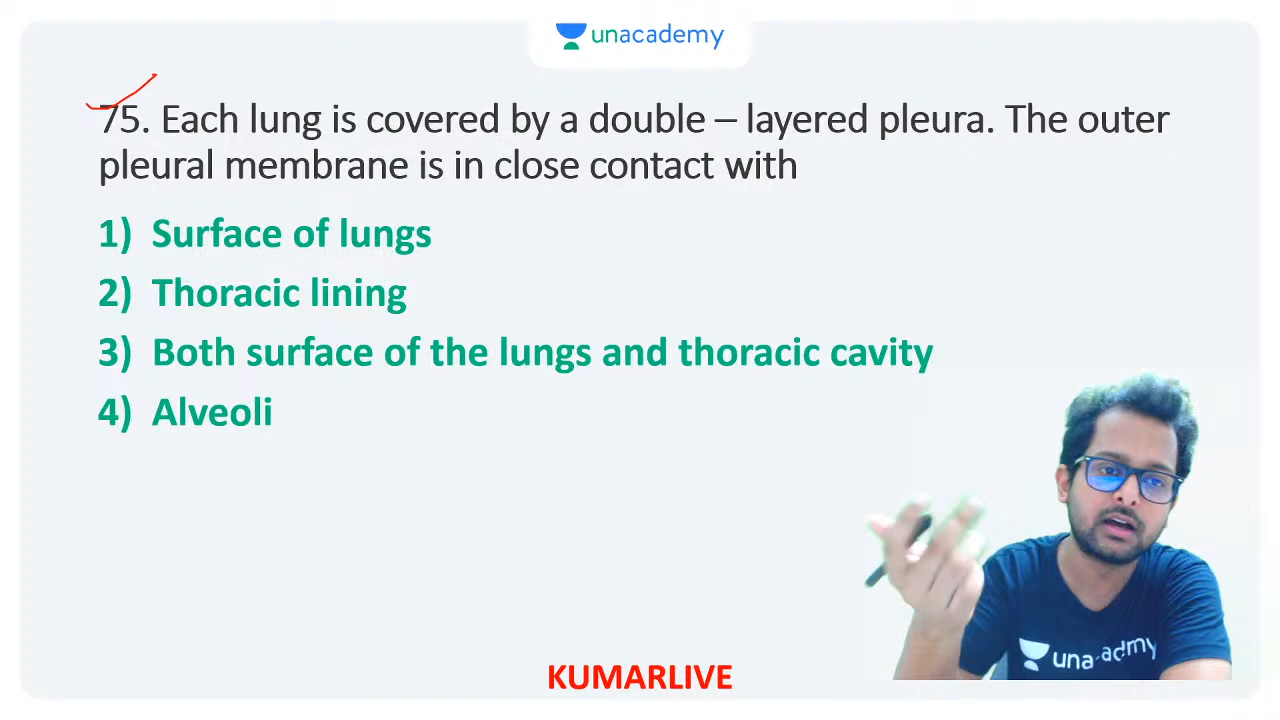 unacademy
75. Each lung is covered by a double – layered pleura. The outer
pleural membrane is in close contact with
1) Surface of lungs
2) Thoracic lining
3) Both surface of the lungs and thoracic cavity
4) Alveoli
unacademy
KUMARLIVE